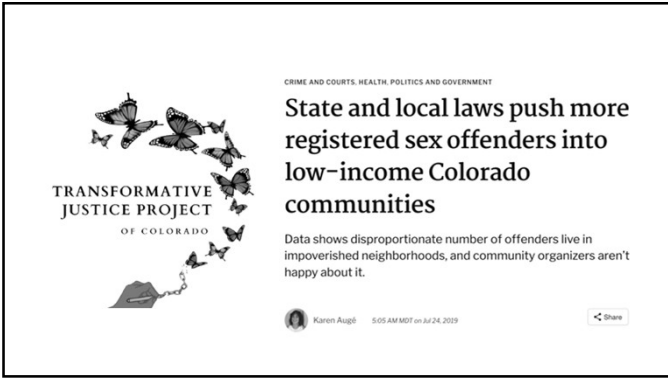 TRANSFORMATIVE
JUSTICE PROJECT
OF COLORADO
CRIME AND COURTS, HEALTH, POLITICS AND GOVERNMENT
State and local laws push more
registered sex offenders into
low-income Colorado
communities
Data shows disproportionate number of offenders live in
impoverished neighborhoods, and community organizers aren't
happy about it.
Karen Augé 5:05 AM MDT on Jul 24, 2019
Share